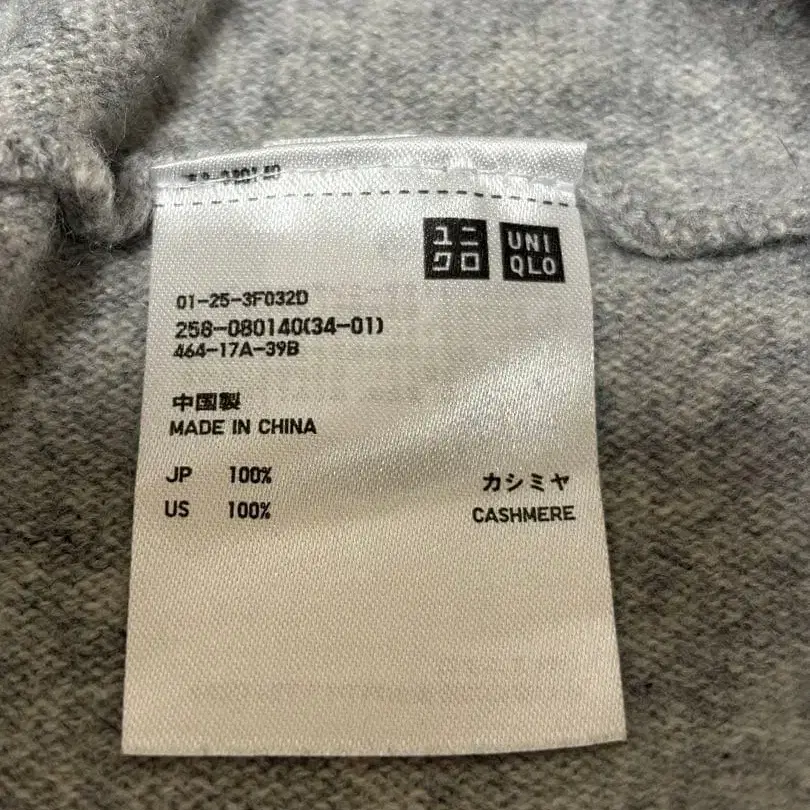 ユニ
クロ
UNI
QLO
01-25-3F032D
258-080140(34-01)
464-17A-39B
中国製
MADE IN CHINA
JP 100% カシミヤ
US 100% CASHMERE